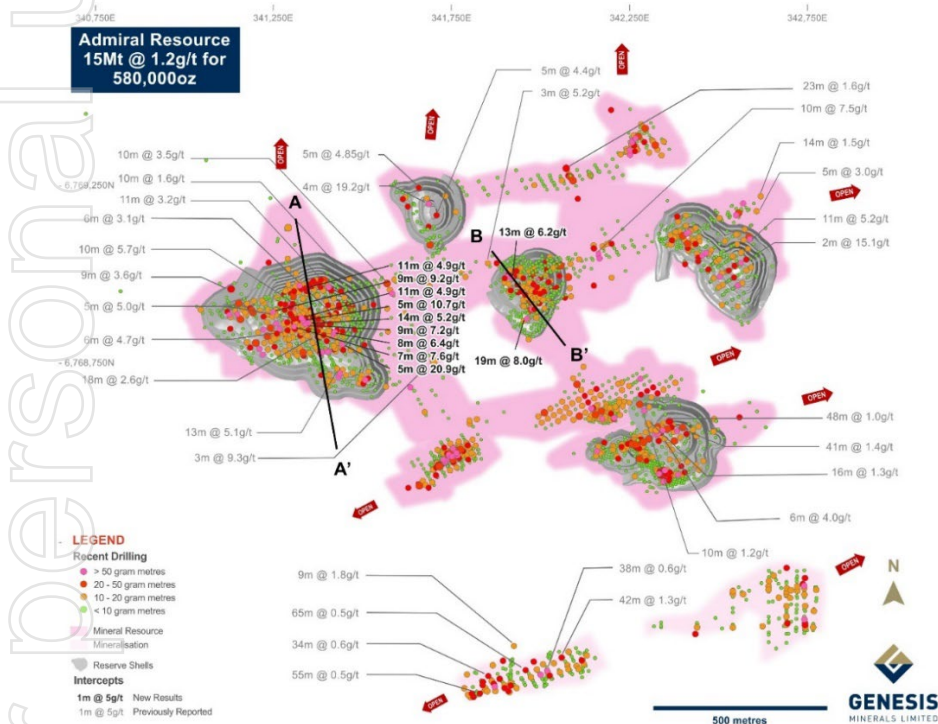 340,750E
341,250E
341,750E
342,250E
342,750E
Admiral Resource
15Mt @ 1.2g/t for
580,000oz
OPEN
OPEN
OPEN
5m @ 4.4g/t
3m @ 5.2g/t
23m @ 1.6g/t
10m @ 7.5g/t
14m @ 1.5g/t
5m @ 3.0g/t
OPEN
11m @ 5.2g/t
2m @ 15.1g/t
10m @ 3.5g/t
10m @ 1.6g/t
11m @ 3.2g/t
6m @ 3.1g/t
10m @ 5.7g/t
9m @ 3.6g/t
5m @ 5.0g/t
6m @ 4.7g/t
18m @ 2.6g/t
13m @ 5.1g/t
3m @ 9.3g/t
- 6,769,250N
- 6,768,750N
5m @ 4.85g/t
4m @ 19.2g/t
A
A'
B
B'
13m @ 6.2g/t
11m @ 4.9g/t
9m @ 9.2g/t
11m @ 4.9g/t
5m @ 10.7g/t
14m @ 5.2g/t
9m @ 7.2g/t
8m @ 6.4g/t
7m @ 7.6g/t
5m @ 20.9g/t
19m @ 8.0g/t
OPEN
OPEN
48m @ 1.0g/t
41m @ 1.4g/t
16m @ 1.3g/t
6m @ 4.0g/t
10m @ 1.2g/t
OPEN
LEGEND
Recent Drilling
> 50 gram metres
20 - 50 gram metres
10 - 20 gram metres
< 10 gram metres
Mineral Resource
Mineralisation
Reserve Shells
Intercepts
1m @ 5g/t New Results
1m @ 5g/t Previously Reported
9m @ 1.8g/t
65m @ 0.5g/t
34m @ 0.6g/t
55m @ 0.5g/t
38m @ 0.6g/t
42m @ 1.3g/t
OPEN
OPEN
N
500 metres
GENESIS
MINERALS LIMITED
personal u